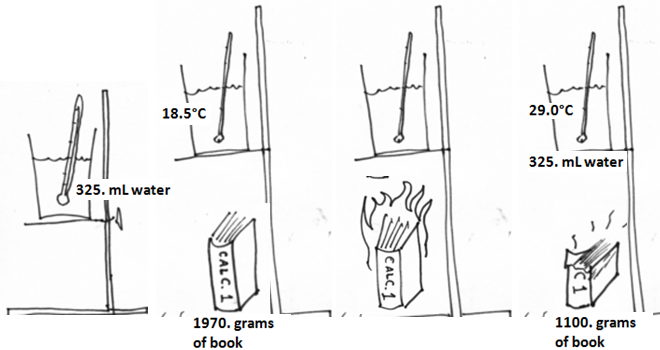 325. mL water
18.5°C
CALC. 1
1970. grams
of book
CALC. 1
29.0°C
325. mL water
C 1
1100. grams
of book